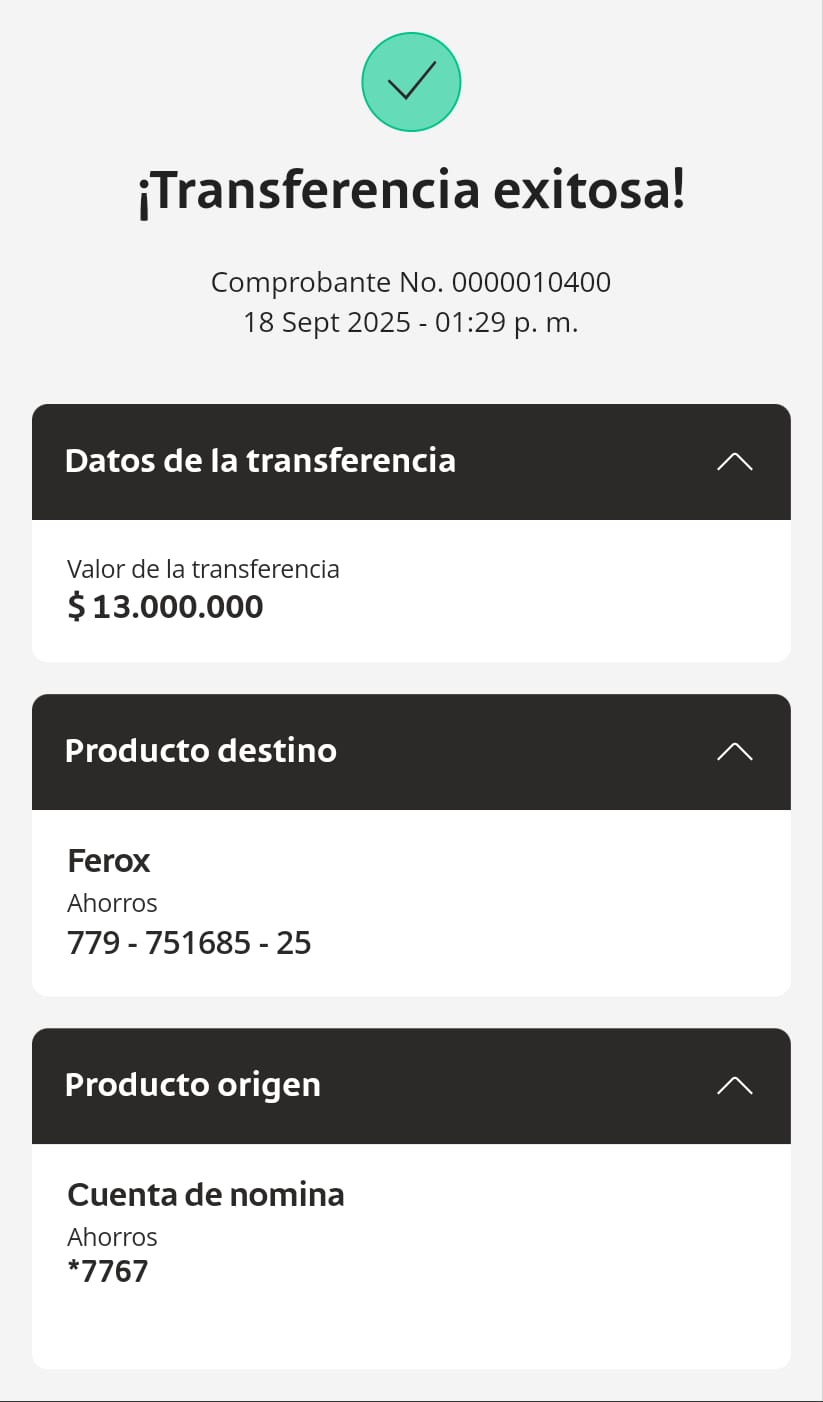 ¡Transferencia exitosa!
Comprobante No. 0000010400
18 Sept 2025 - 01:29 p. m.
Datos de la transferencia
Valor de la transferencia
$ 13.000.000
Producto destino
Ferox
Ahorros
779 - 751685 - 25
Producto origen
Cuenta de nomina
Ahorros
*7767